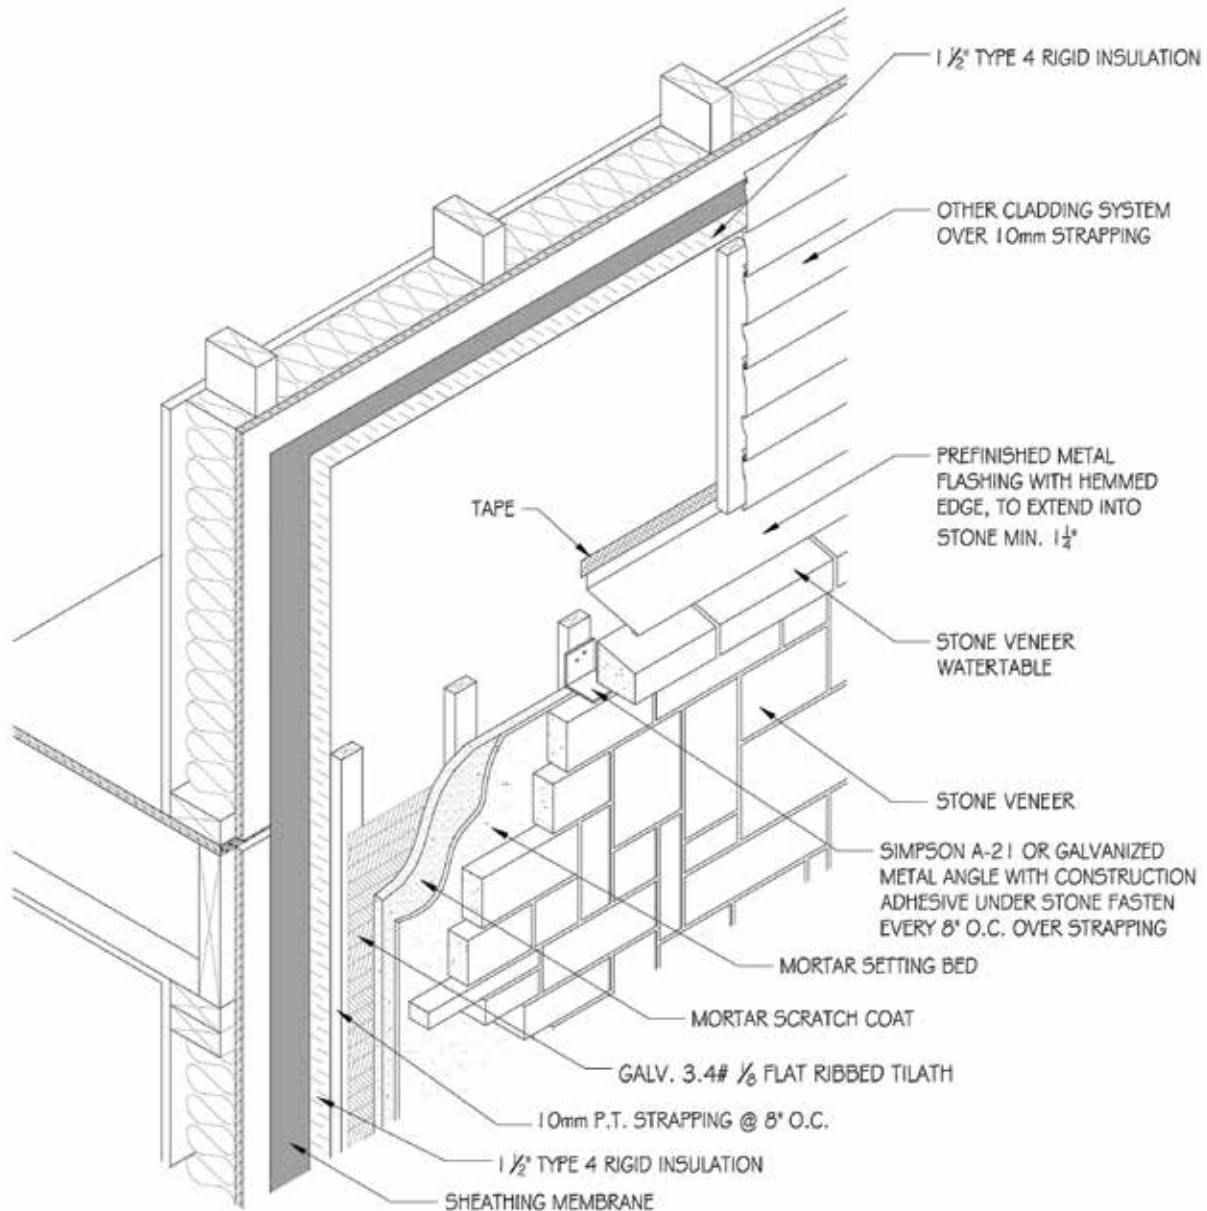 1 ½" TYPE 4 RIGID INSULATION
OTHER CLADDING SYSTEM
OVER 10mm STRAPPING
PREFINISHED METAL
FLASHING WITH HEMMED
EDGE, TO EXTEND INTO
STONE MIN. 1¼"
TAPE
STONE VENEER
WATERTABLE
STONE VENEER
SIMPSON A-21 OR GALVANIZED
METAL ANGLE WITH CONSTRUCTION
ADHESIVE UNDER STONE FASTEN
EVERY 8" O.C. OVER STRAPPING
MORTAR SETTING BED
MORTAR SCRATCH COAT
GALV. 3.4# ⅛ FLAT RIBBED TILATH
10mm P.T. STRAPPING @ 8" O.C.
1 ½" TYPE 4 RIGID INSULATION
SHEATHING MEMBRANE